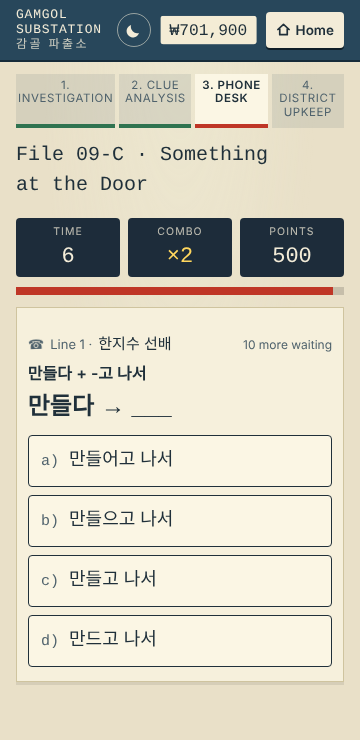 GAMGOL
SUBSTATION
감골 파출소
₩701,900
Home
1. INVESTIGATION
2. CLUE ANALYSIS
3. PHONE DESK
4. DISTRICT UPKEEP
File 09-C · Something
at the Door
TIME
6
COMBO
×2
POINTS
500
☎ Line 1 · 한지수 선배
10 more waiting
만들다 + -고 나서
만들다 → ____
a) 만들어고 나서
b) 만들으고 나서
c) 만들고 나서
d) 만드고 나서